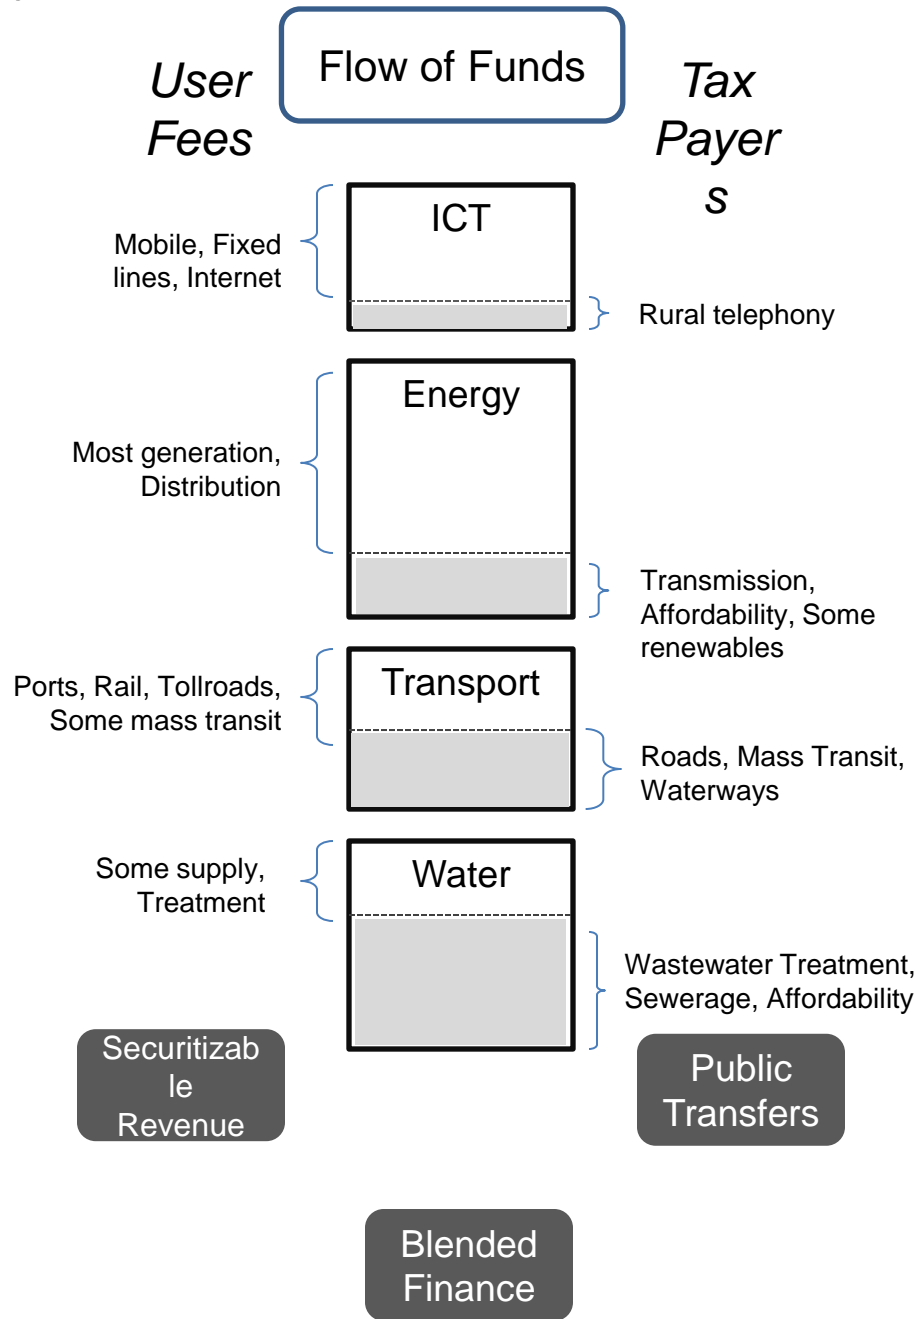 Flow of Funds
User
Fees
Tax
Payer
s
ICT
Mobile, Fixed
lines, Internet
Rural telephony
Energy
Most generation,
Distribution
Transmission,
Affordability, Some
renewables
Transport
Ports, Rail, Tollroads,
Some mass transit
Roads, Mass Transit,
Waterways
Water
Some supply,
Treatment
Wastewater Treatment,
Sewerage, Affordability
Securitizab
le
Revenue
Public
Transfers
Blended
Finance